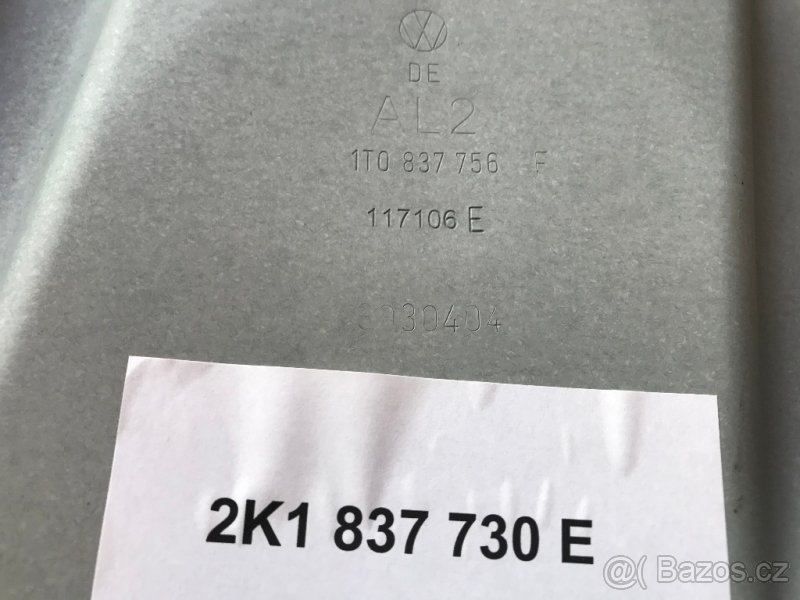 DE
AL2
1T0 837 756 F
117106 E
2K1 837 730 E
@( Bazos.cz